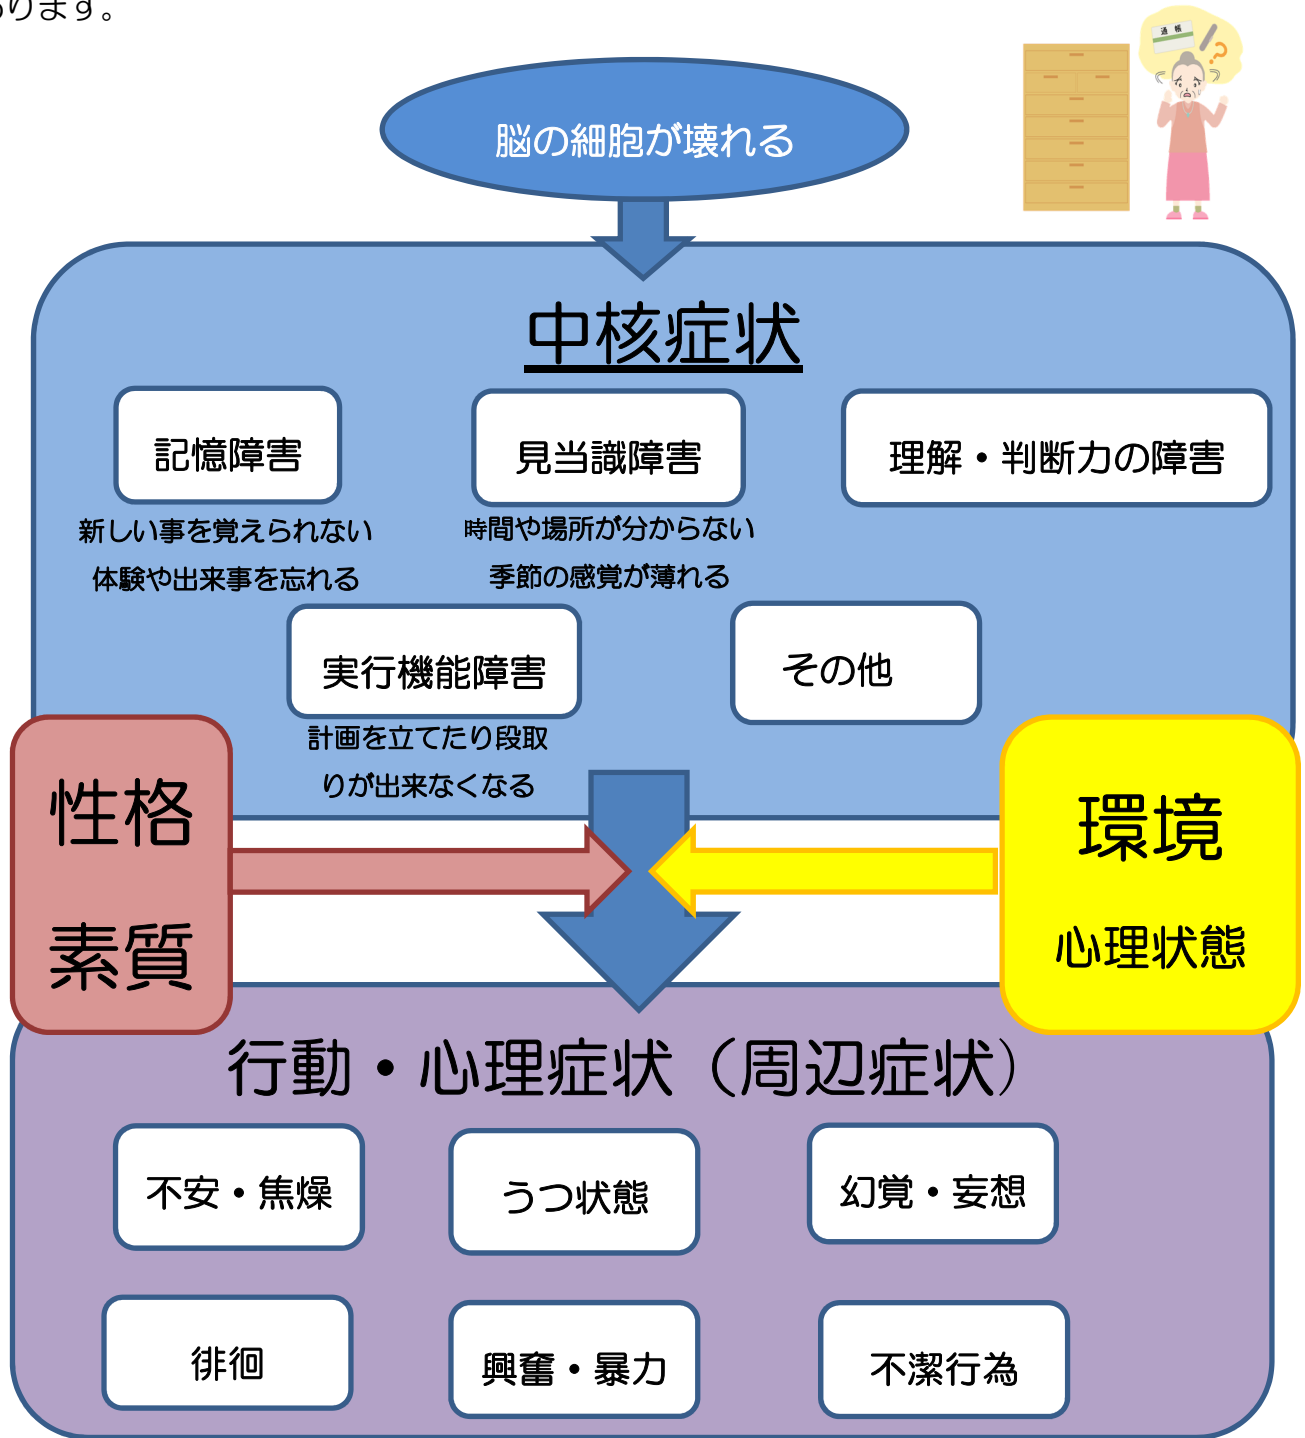 あります。
通帳
?
脳の細胞が壊れる
中核症状
記憶障害
新しい事を覚えられない
体験や出来事を忘れる
見当識障害
時間や場所が分からない
季節の感覚が薄れる
理解・判断力の障害
実行機能障害
計画を立てたり段取
りが出来なくなる
その他
性格
素質
環境
心理状態
行動・心理症状（周辺症状）
不安・焦燥
うつ状態
幻覚・妄想
徘徊
興奮・暴力
不潔行為